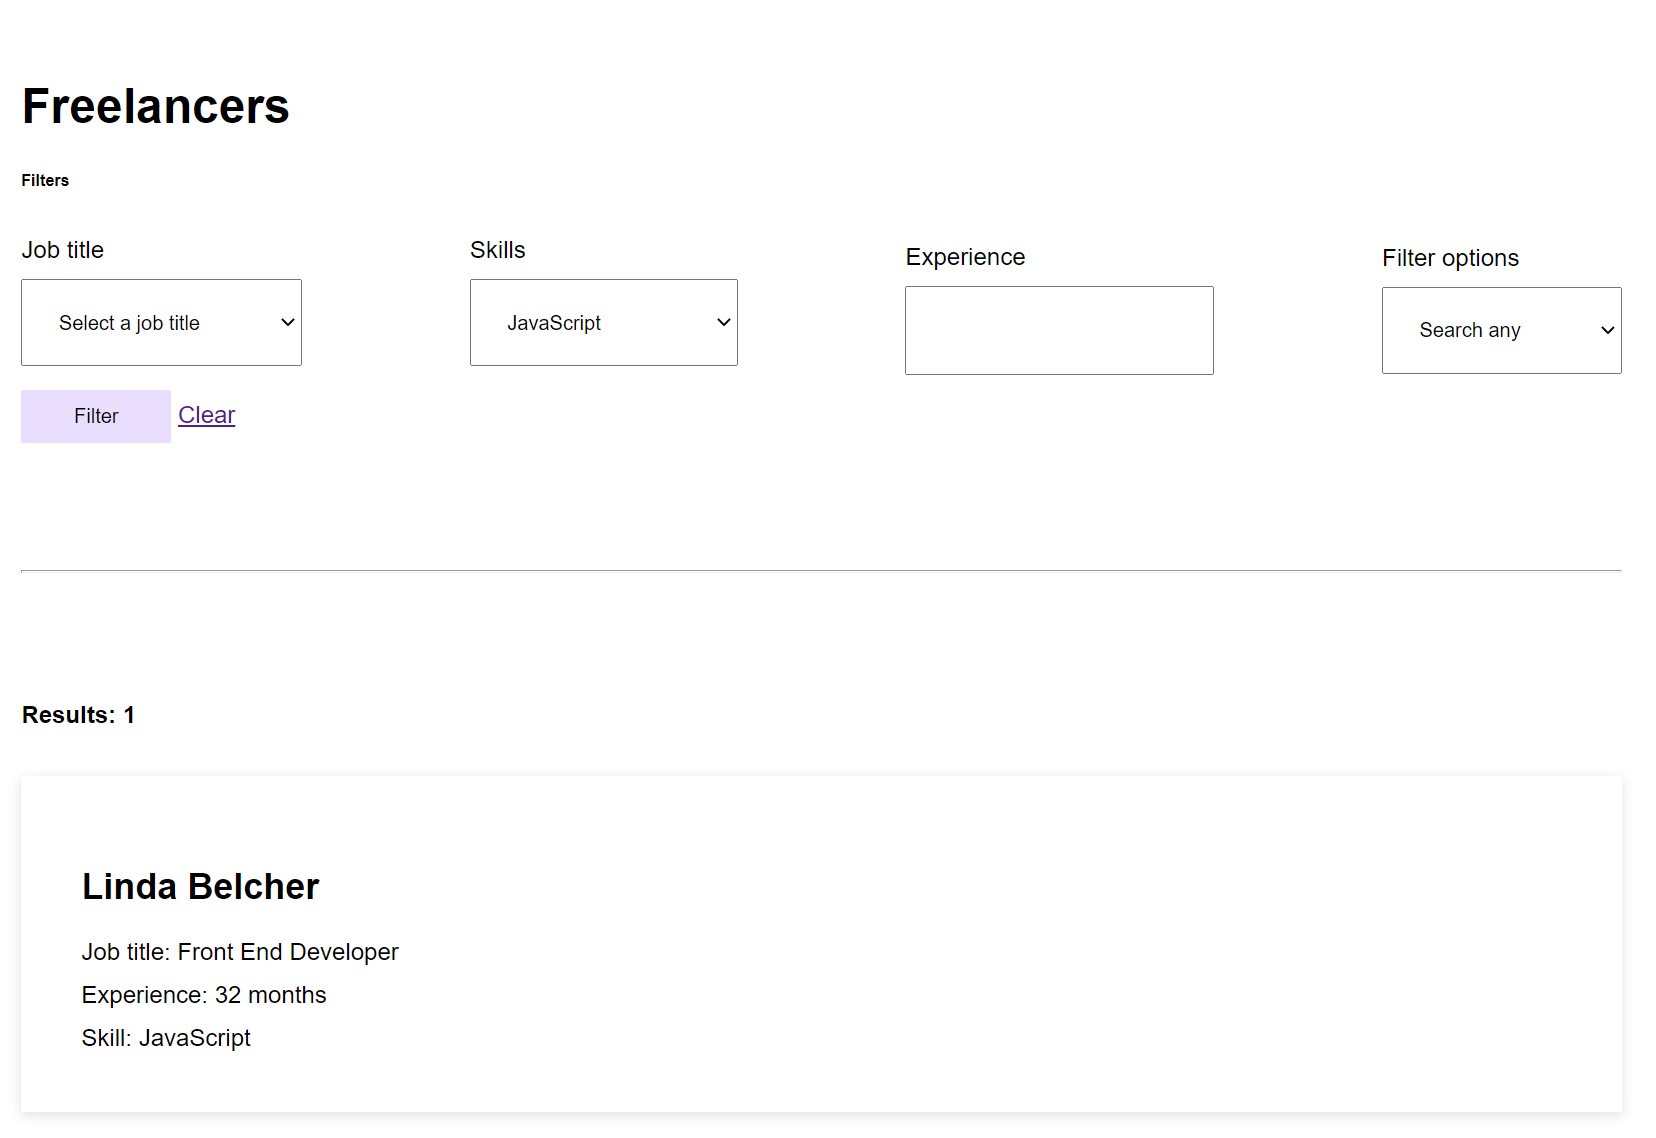 Freelancers
Filters
Job title
Skills
Experience
Filter options
Select a job title
JavaScript
Search any
Filter Clear
Results: 1
Linda Belcher
Job title: Front End Developer
Experience: 32 months
Skill: JavaScript